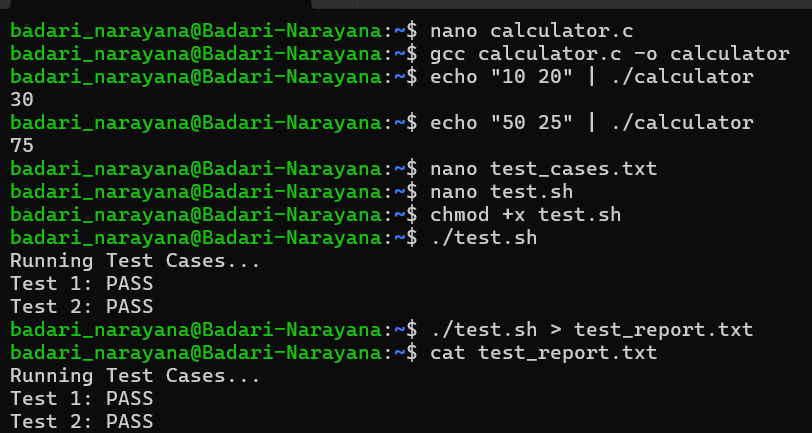 badari_narayana@Badari-Narayana:~$ nano calculator.c
badari_narayana@Badari-Narayana:~$ gcc calculator.c -o calculator
badari_narayana@Badari-Narayana:~$ echo "10 20" | ./calculator
30
badari_narayana@Badari-Narayana:~$ echo "50 25" | ./calculator
75
badari_narayana@Badari-Narayana:~$ nano test_cases.txt
badari_narayana@Badari-Narayana:~$ nano test.sh
badari_narayana@Badari-Narayana:~$ chmod +x test.sh
badari_narayana@Badari-Narayana:~$ ./test.sh
Running Test Cases...
Test 1: PASS
Test 2: PASS
badari_narayana@Badari-Narayana:~$ ./test.sh > test_report.txt
badari_narayana@Badari-Narayana:~$ cat test_report.txt
Running Test Cases...
Test 1: PASS
Test 2: PASS